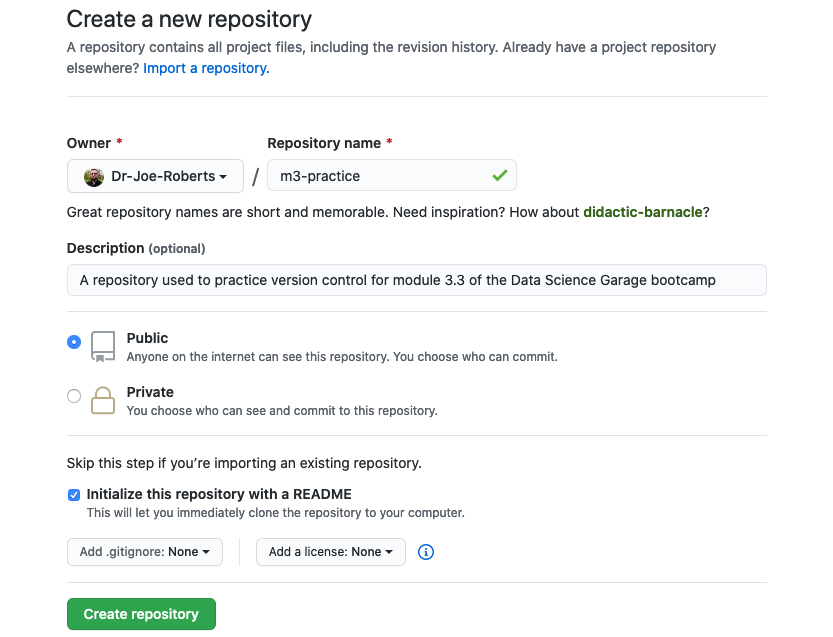 Create a new repository
A repository contains all project files, including the revision history. Already have a project repository
elsewhere? Import a repository.
Owner * Repository name *
Dr-Joe-Roberts / m3-practice
Great repository names are short and memorable. Need inspiration? How about didactic-barnacle?
Description (optional)
A repository used to practice version control for module 3.3 of the Data Science Garage bootcamp
Public
Anyone on the internet can see this repository. You choose who can commit.
Private
You choose who can see and commit to this repository.
Skip this step if you’re importing an existing repository.
Initialize this repository with a README
This will let you immediately clone the repository to your computer.
Add .gitignore: None Add a license: None
Create repository